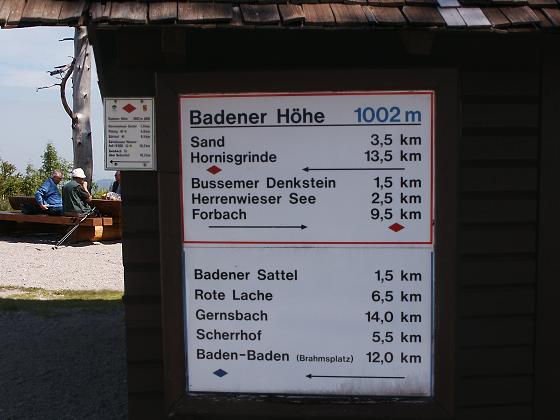 Badener Höhe 1002 m
Sand 3,5 km
Hornisgrinde 13,5 km
Bussemer Denkstein 1,5 km
Herrenwieser See 2,5 km
Forbach 9,5 km
Badener Sattel 1,5 km
Rote Lache 6,5 km
Gernsbach 14,0 km
Scherrhof 5,5 km
Baden-Baden (Brahmsplatz) 12,0 km